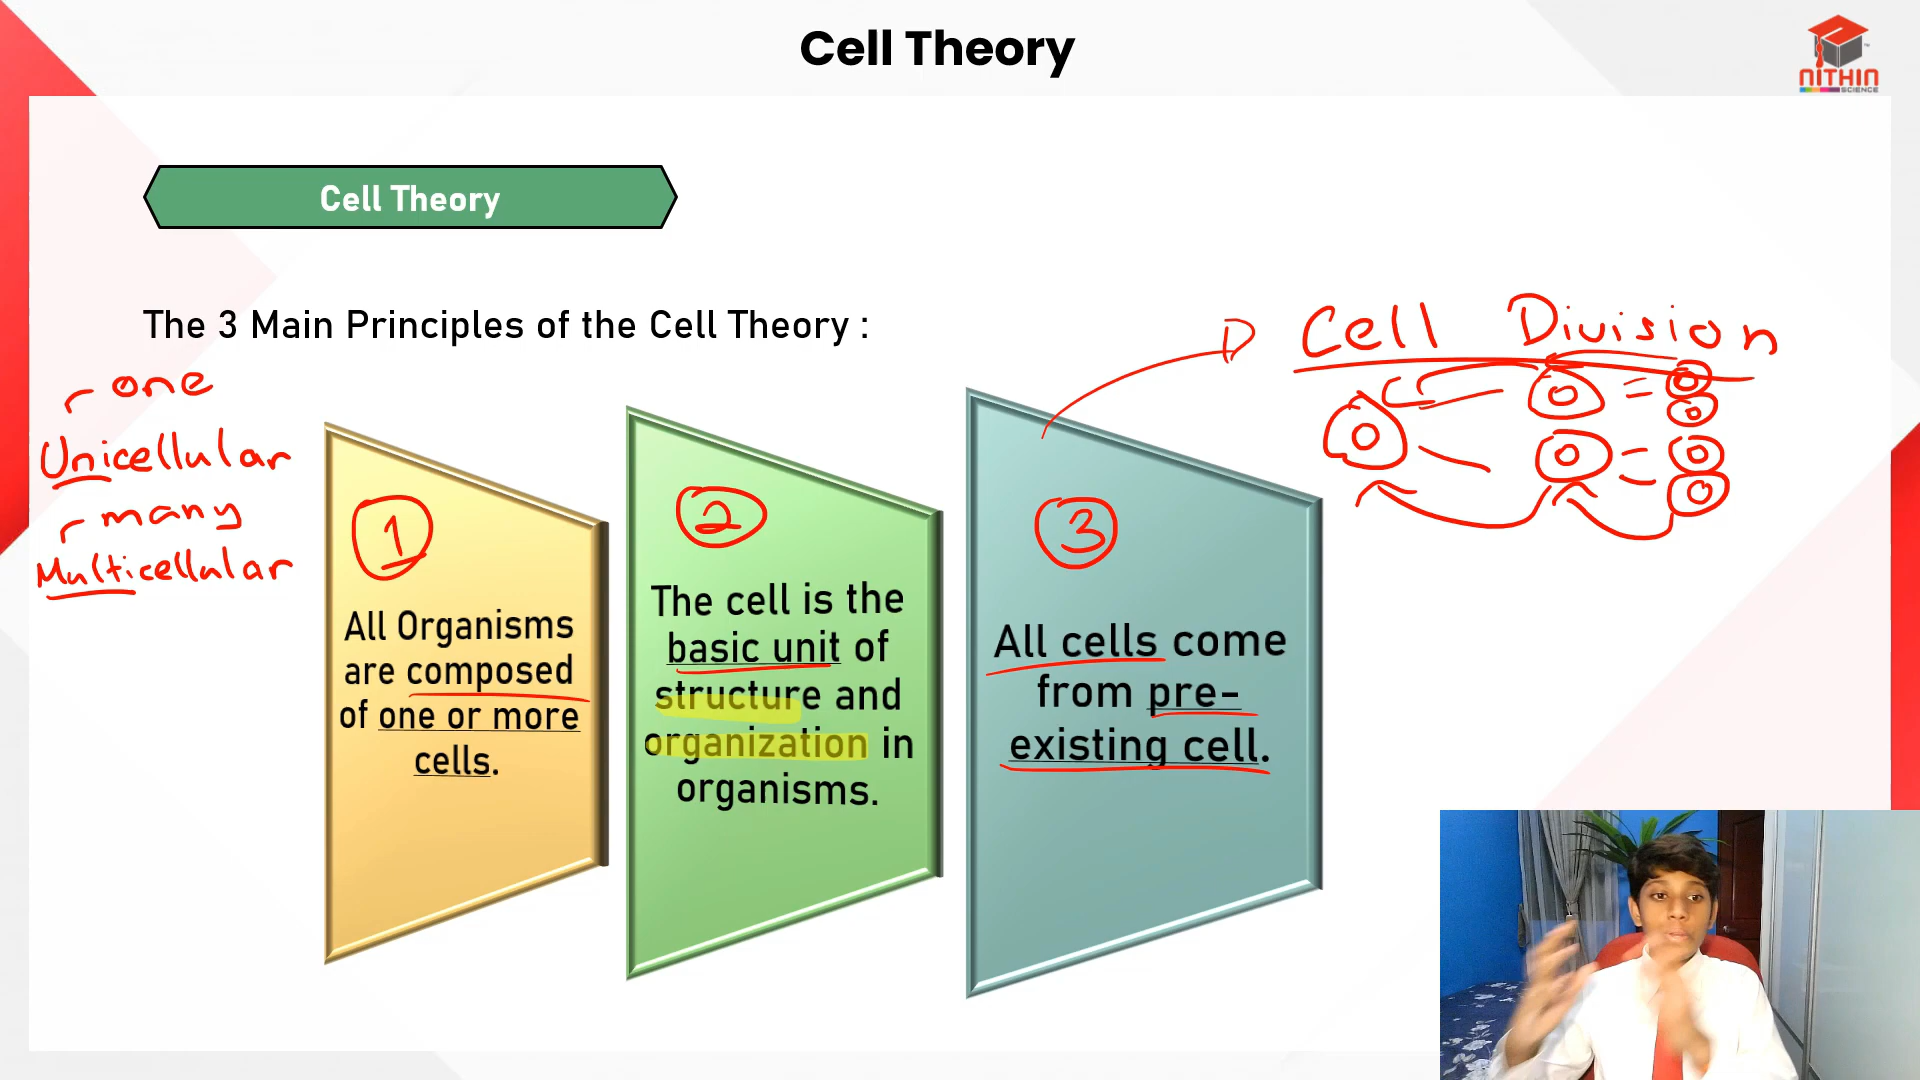 Cell Theory
NITHIN
SCIENCE
Cell Theory
The 3 Main Principles of the Cell Theory :
one
Unicellular
many
Multicellular
Cell Division
1
All Organisms
are composed
of one or more
cells.
2
The cell is the
basic unit of
structure and
organization in
organisms.
3
All cells come
from pre-
existing cell.